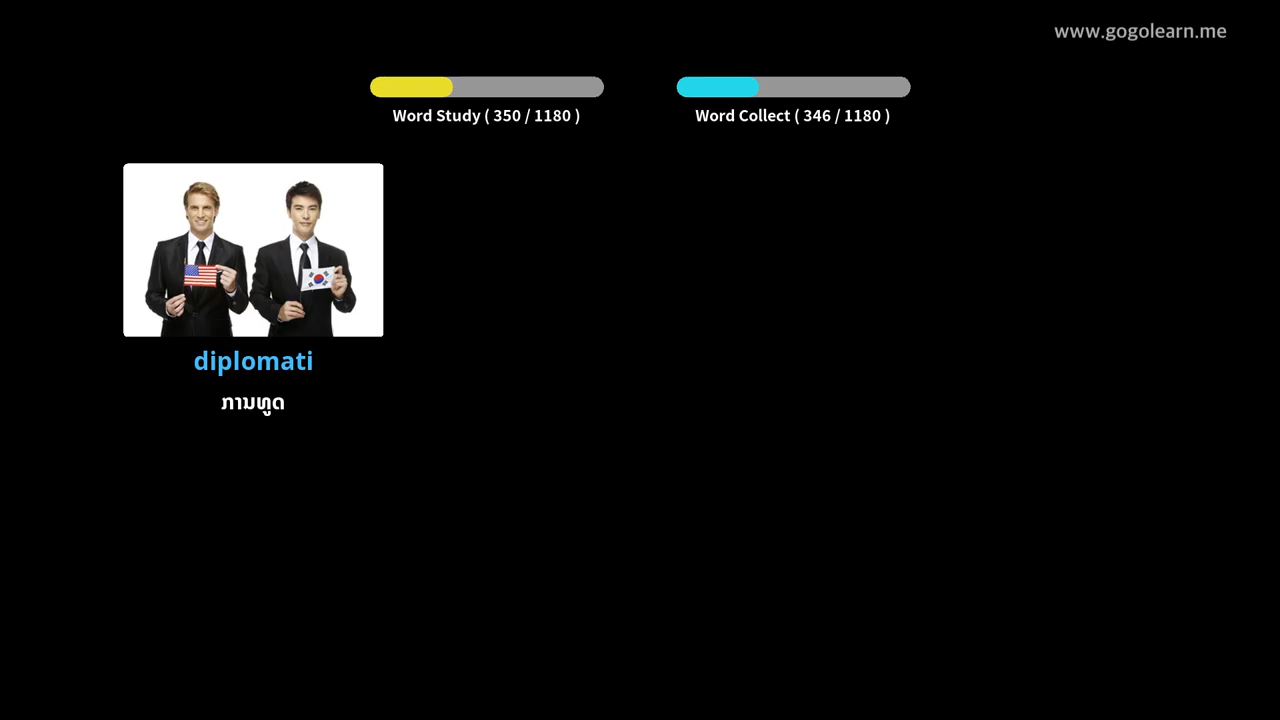 www.gogolearn.me
Word Study ( 350 / 1180 )
Word Collect ( 346 / 1180 )
diplomati
ການທູດ